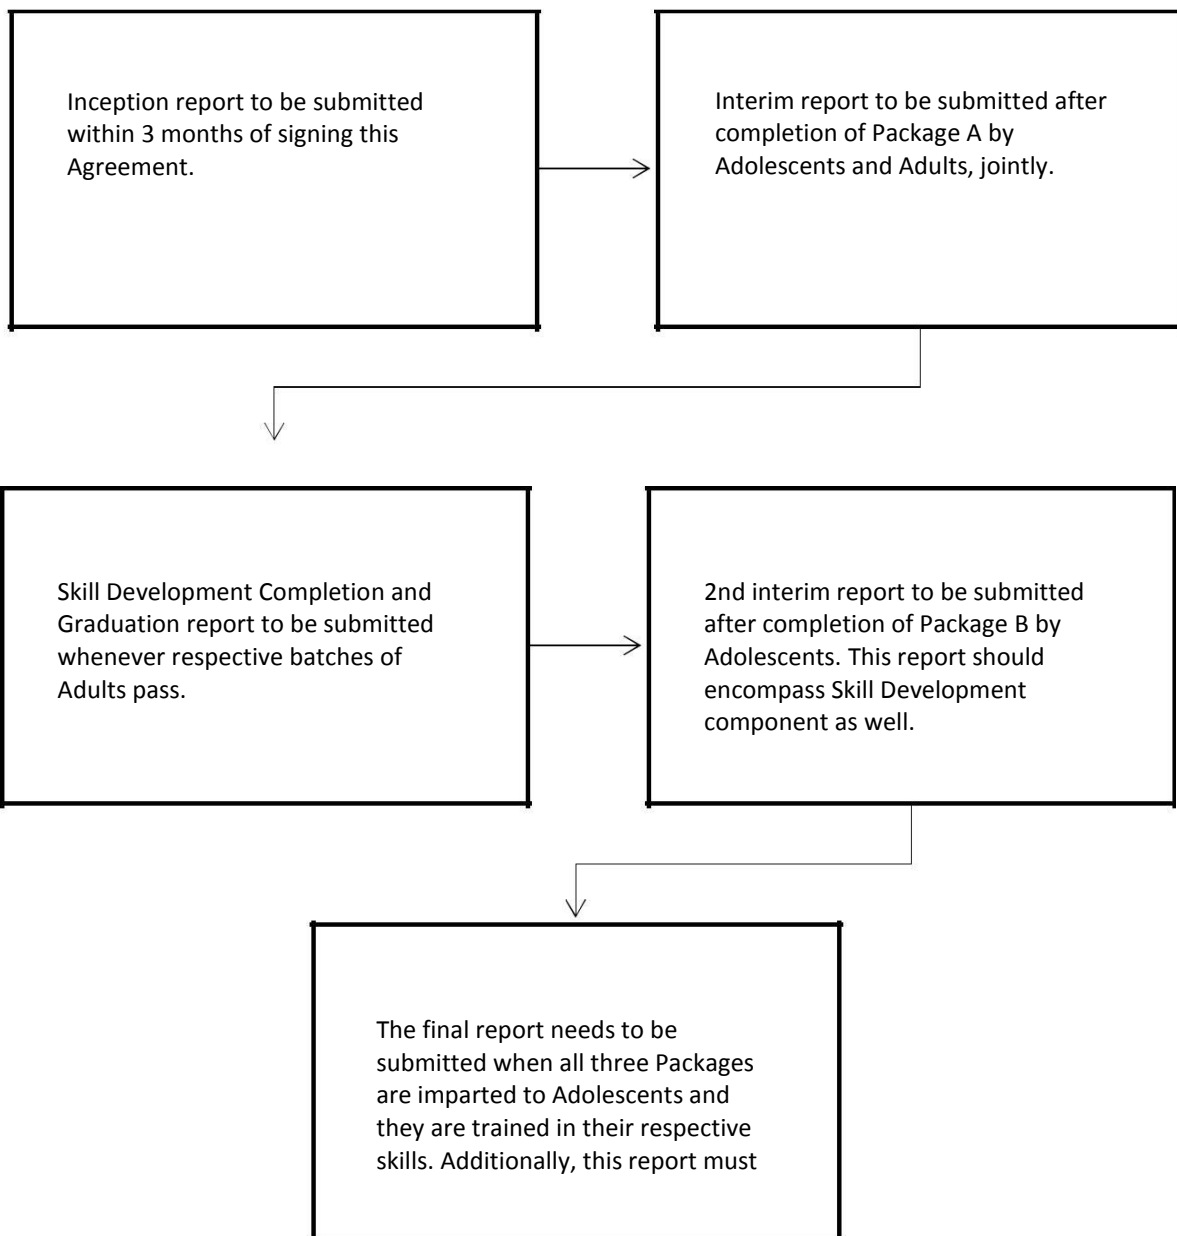 Inception report to be submitted
within 3 months of signing this
Agreement.
Interim report to be submitted after
completion of Package A by
Adolescents and Adults, jointly.
Skill Development Completion and
Graduation report to be submitted
whenever respective batches of
Adults pass.
2nd interim report to be submitted
after completion of Package B by
Adolescents. This report should
encompass Skill Development
component as well.
The final report needs to be
submitted when all three Packages
are imparted to Adolescents and
they are trained in their respective
skills. Additionally, this report must